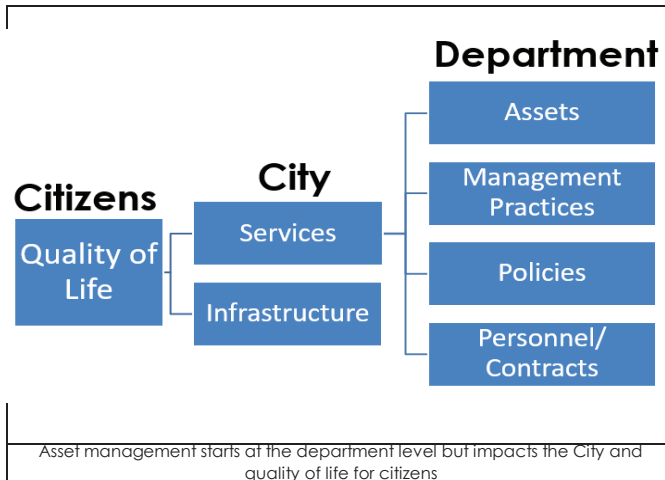 Department
Assets
City
Management
Practices
Citizens
Services
Quality of
Life
Policies
Infrastructure
Personnel/
Contracts
Asset management starts at the department level but impacts the City and
quality of life for citizens